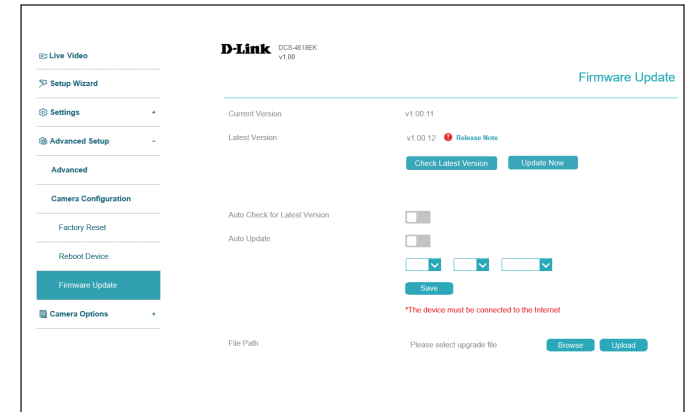 D-Link DCS-4618EK
v1.00
Live Video
Setup Wizard
Settings +
Advanced Setup -
Advanced
Camera Configuration
Factory Reset
Reboot Device
Firmware Update
Camera Options +
Firmware Update
Current Version v1.00.11
Latest Version v1.00.12 ! Release Note
Check Latest Version Update Now
Auto Check for Latest Version
Auto Update
Save
*The device must be connected to the Internet
File Path Please select upgrade file Browse Upload